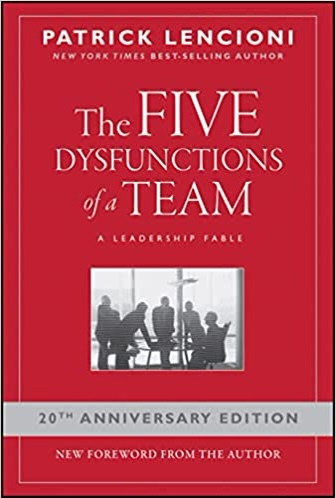 PATRICK LENCIONI
NEW YORK TIMES BEST-SELLING AUTHOR
The FIVE
DYSFUNCTIONS
of a TEAM
A LEADERSHIP FABLE
20TH ANNIVERSARY EDITION
NEW FOREWORD FROM THE AUTHOR